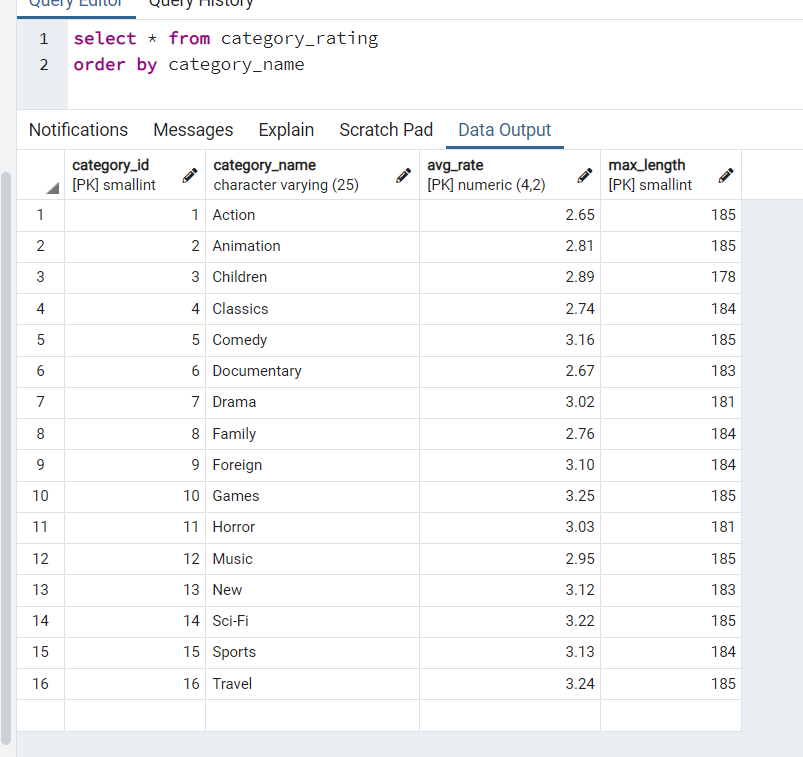 Query Editor Query History
1 select * from category_rating
2 order by category_name
Notifications Messages Explain Scratch Pad Data Output
category_id category_name avg_rate max_length
[PK] smallint character varying (25) [PK] numeric (4,2) [PK] smallint
1 1 Action 2.65 185
2 2 Animation 2.81 185
3 3 Children 2.89 178
4 4 Classics 2.74 184
5 5 Comedy 3.16 185
6 6 Documentary 2.67 183
7 7 Drama 3.02 181
8 8 Family 2.76 184
9 9 Foreign 3.10 184
10 10 Games 3.25 185
11 11 Horror 3.03 181
12 12 Music 2.95 185
13 13 New 3.12 183
14 14 Sci-Fi 3.22 185
15 15 Sports 3.13 184
16 16 Travel 3.24 185